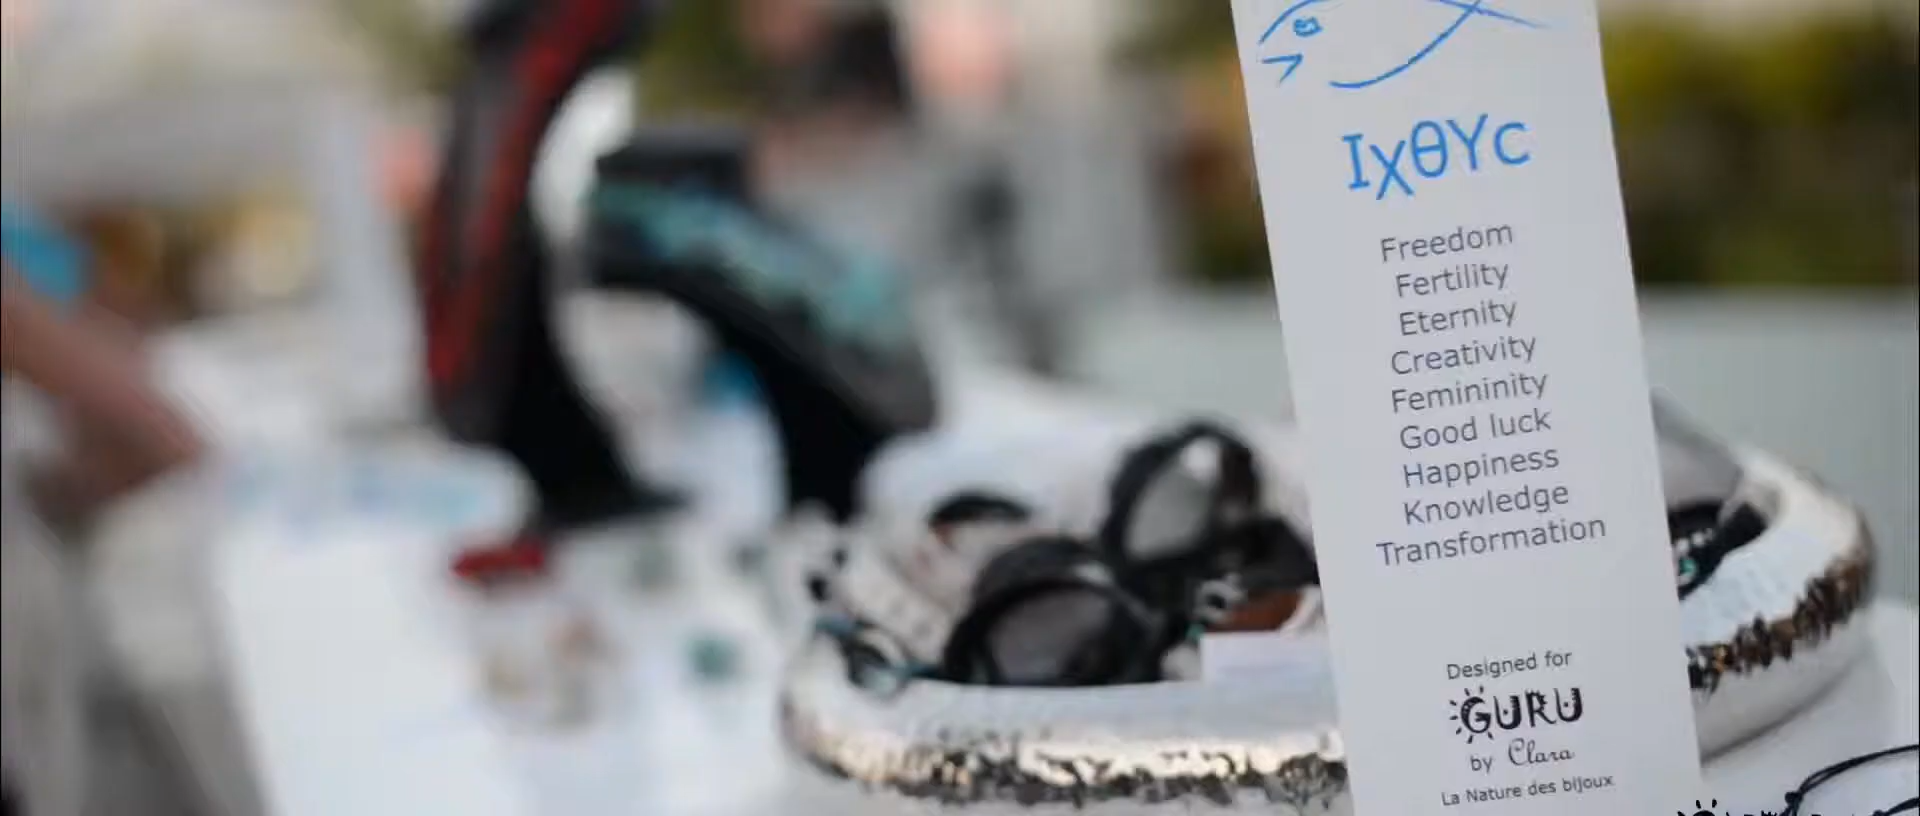 ΙχθΥc
Freedom
Fertility
Eternity
Creativity
Femininity
Good luck
Happiness
Knowledge
Transformation
Designed for
GURU
by Clara
La Nature des bijoux